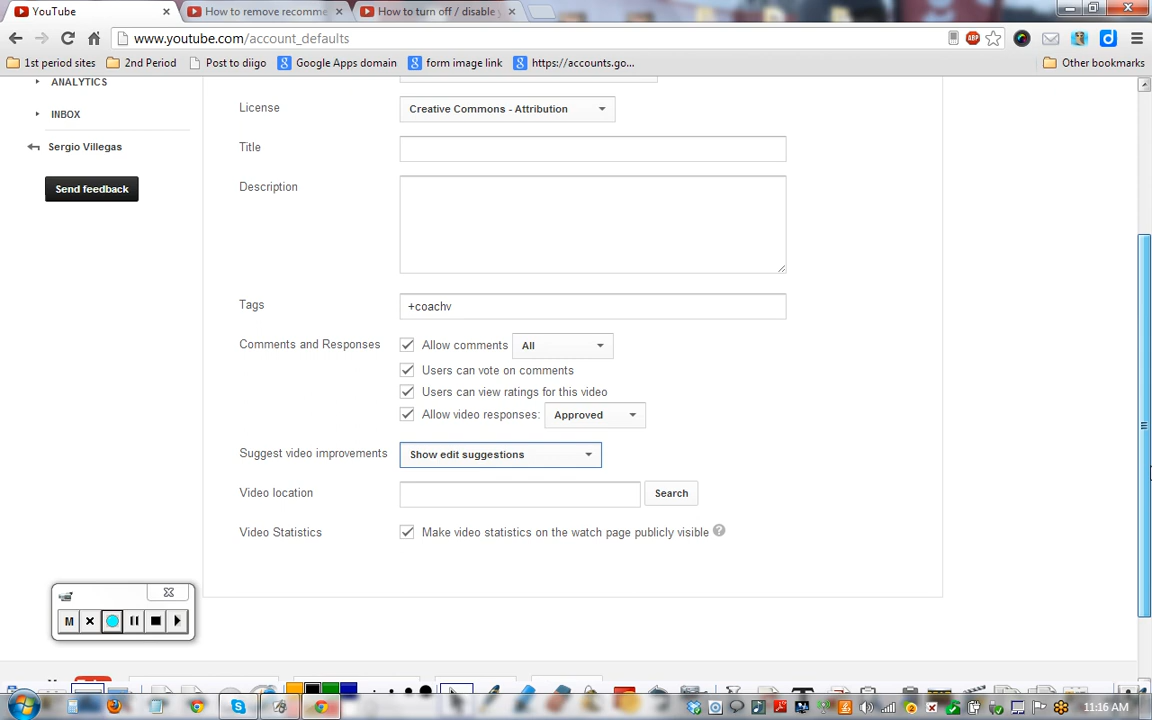 YouTube
How to remove recomme
How to turn off / disable
www.youtube.com/account_defaults
ABP
1st period sites
2nd Period
Post to diigo
Google Apps domain
form image link
https://accounts.go...
Other bookmarks
ANALYTICS
INBOX
Sergio Villegas
Send feedback
License
Creative Commons - Attribution
Title
Description
Tags
+coachv
Comments and Responses
Allow comments
All
Users can vote on comments
Users can view ratings for this video
Allow video responses:
Approved
Suggest video improvements
Show edit suggestions
Video location
Search
Video Statistics
Make video statistics on the watch page publicly visible ?
M
11:16 AM